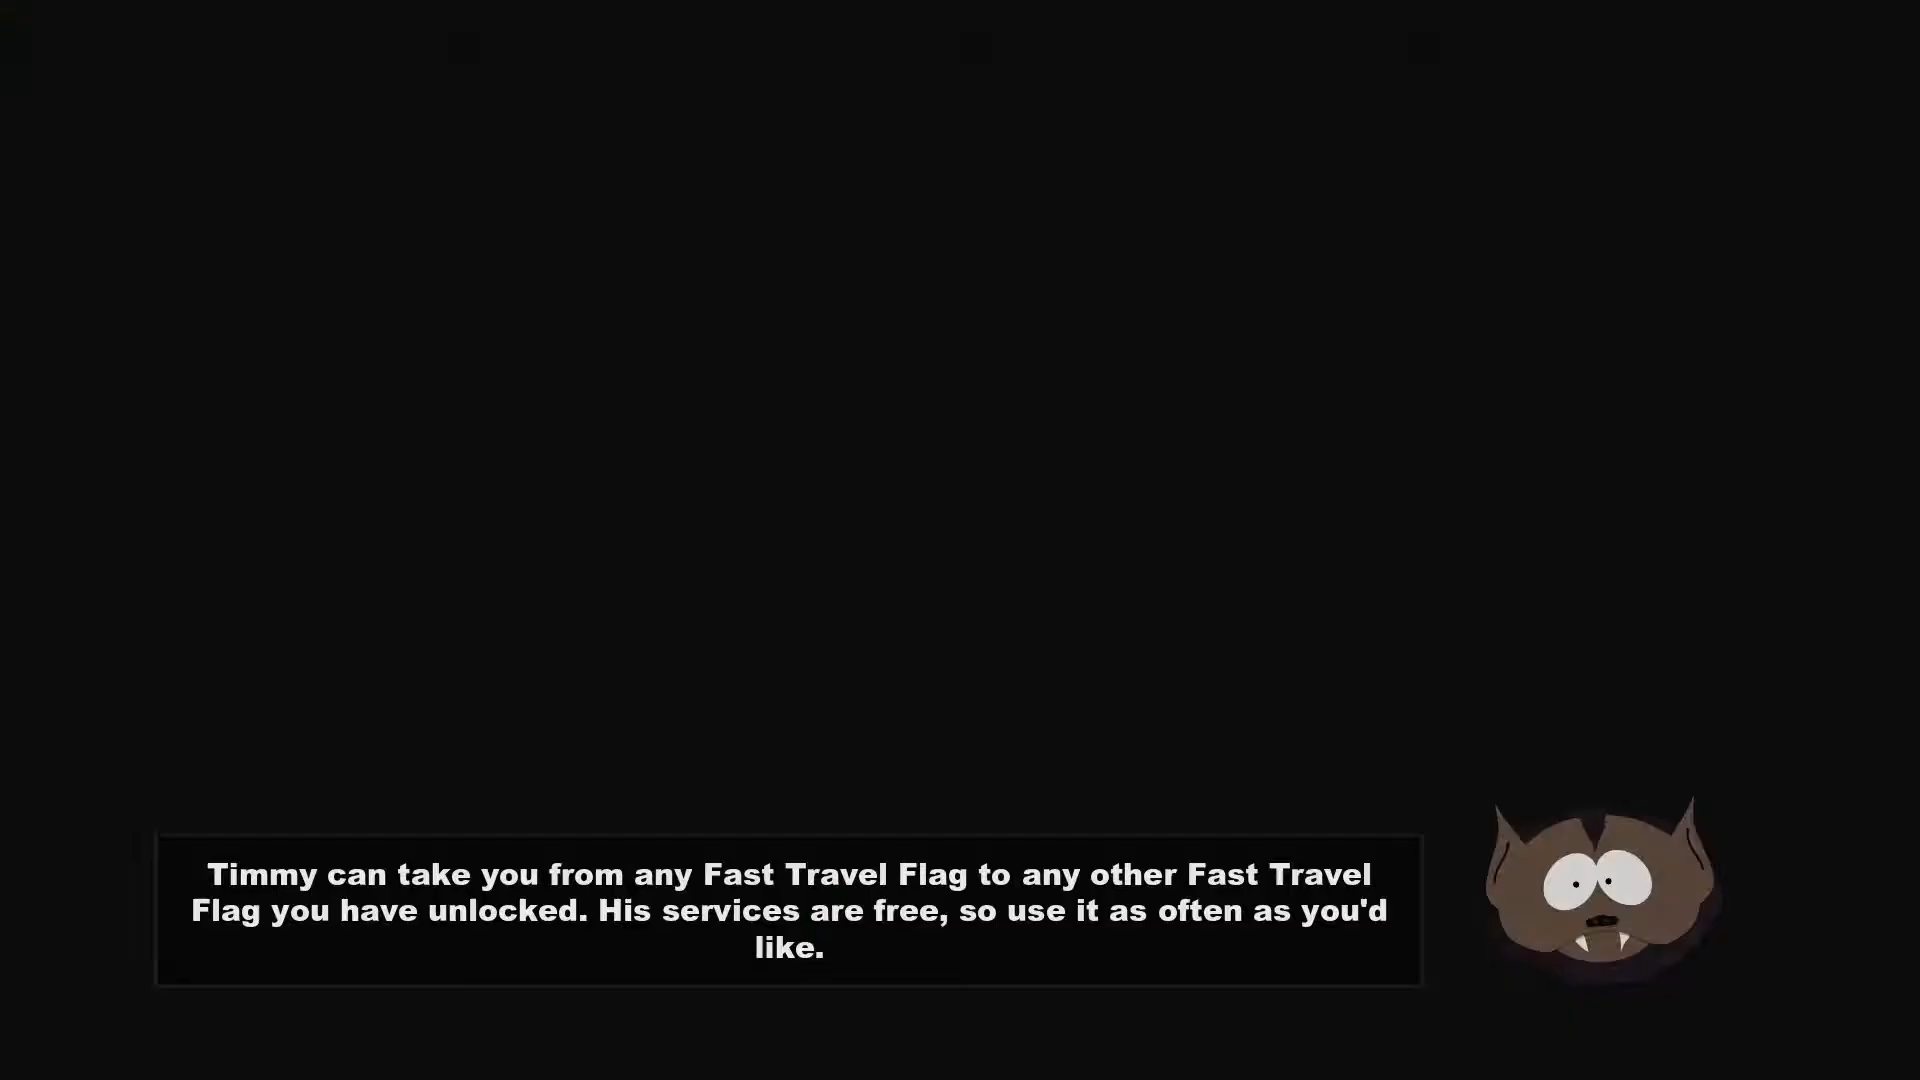 Timmy can take you from any Fast Travel Flag to any other Fast Travel
Flag you have unlocked. His services are free, so use it as often as you'd
like.